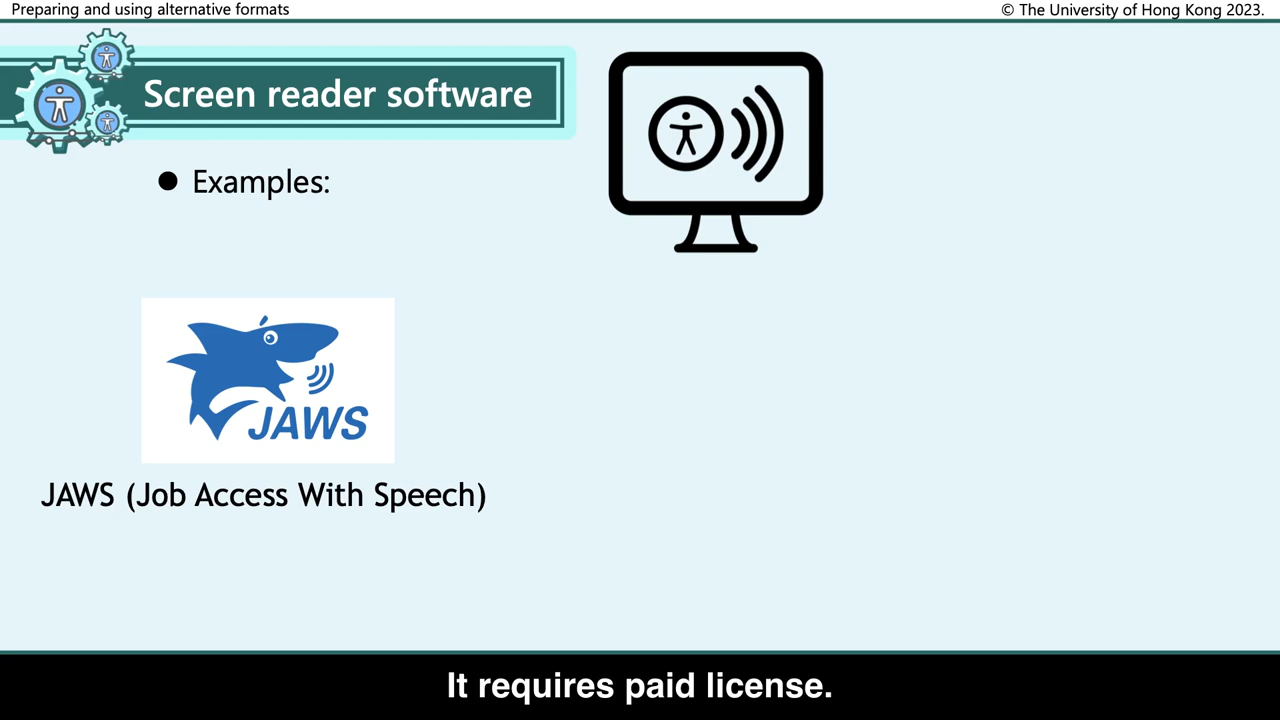 Preparing and using alternative formats
© The University of Hong Kong 2023.
Screen reader software
● Examples:
JAWS
JAWS (Job Access With Speech)
It requires paid license.